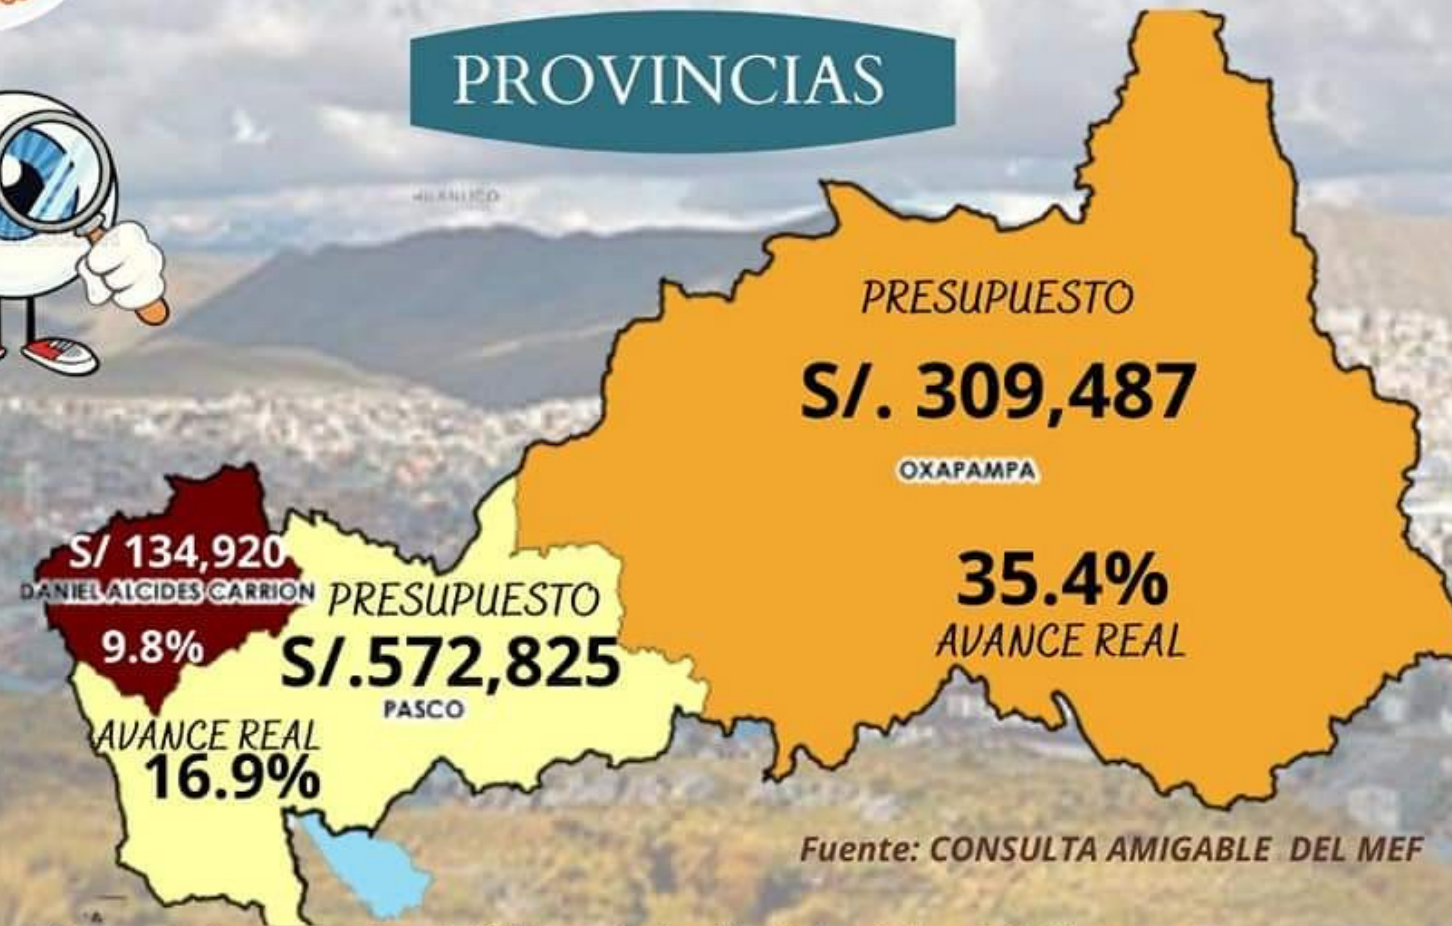 PROVINCIAS
HUANUCO
PRESUPUESTO
S/. 309,487
OXAPAMPA
35.4%
AVANCE REAL
S/ 134,920
DANIEL ALCIDES CARRION
9.8%
PRESUPUESTO
S/.572,825
PASCO
AVANCE REAL
16.9%
Fuente: CONSULTA AMIGABLE DEL MEF